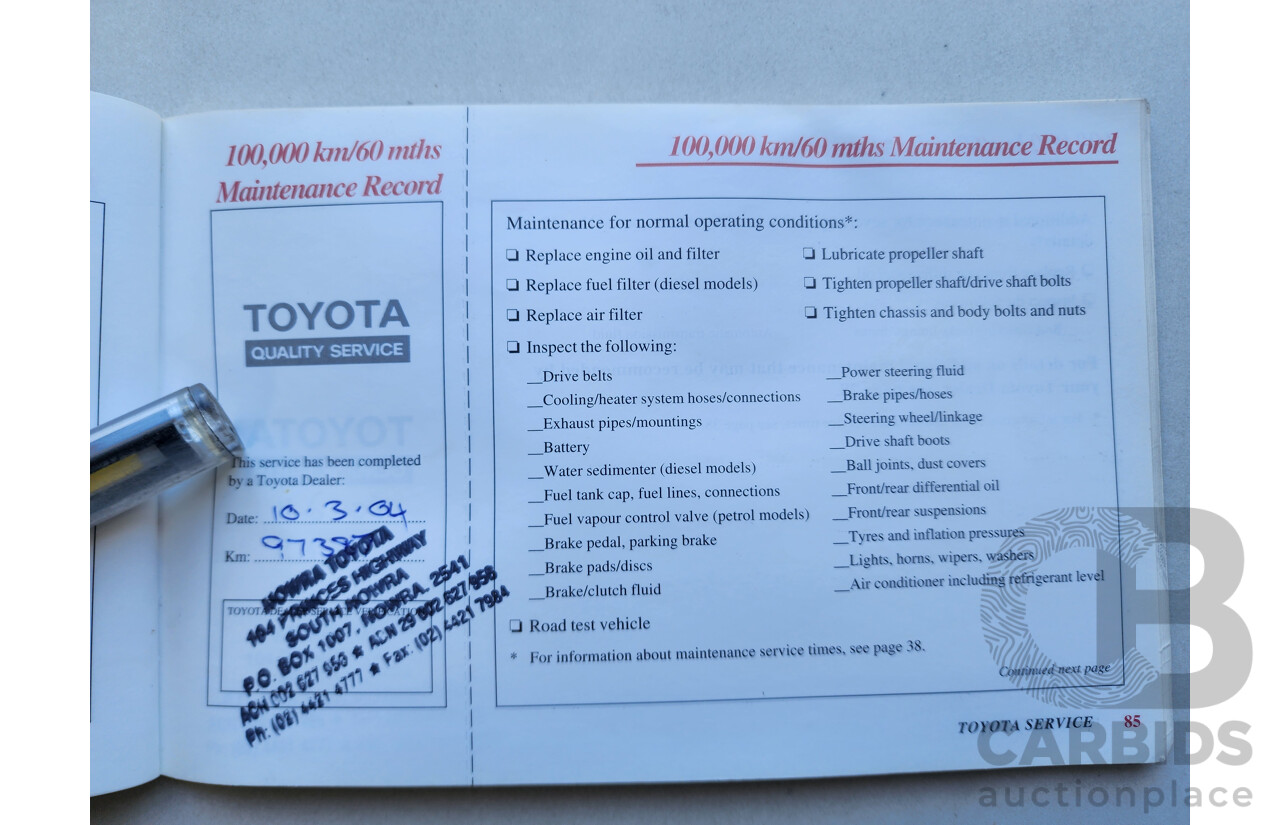 100,000 km/60 mths
Maintenance Record
TOYOTA
QUALITY SERVICE
This service has been completed
by a Toyota Dealer:
Date: 10.3.04
Km:
NOWRA TOYOTA
164 PRINCES HIGHWAY
SOUTH NOWRA
P.O. BOX 1007, NOWRA, 2541
Ph: (02) 4421 4777 ★ Fax: (02) 4421 7984
100,000 km/60 mths Maintenance Record
Maintenance for normal operating conditions*:
❏ Replace engine oil and filter
❏ Replace fuel filter (diesel models)
❏ Replace air filter
❏ Inspect the following:
__Drive belts
__Cooling/heater system hoses/connections
__Exhaust pipes/mountings
__Battery
__Water sedimenter (diesel models)
__Fuel tank cap, fuel lines, connections
__Fuel vapour control valve (petrol models)
__Brake pedal, parking brake
__Brake pads/discs
__Brake/clutch fluid
❏ Lubricate propeller shaft
❏ Tighten propeller shaft/drive shaft bolts
❏ Tighten chassis and body bolts and nuts
__Power steering fluid
__Brake pipes/hoses
__Steering wheel/linkage
__Drive shaft boots
__Ball joints, dust covers
__Front/rear differential oil
__Front/rear suspensions
__Tyres and inflation pressures
__Lights, horns, wipers, washers
__Air conditioner including refrigerant level
❏ Road test vehicle
* For information about maintenance service times, see page 38.
Continued next page
TOYOTA SERVICE 85
CARBIDS
auctionplace